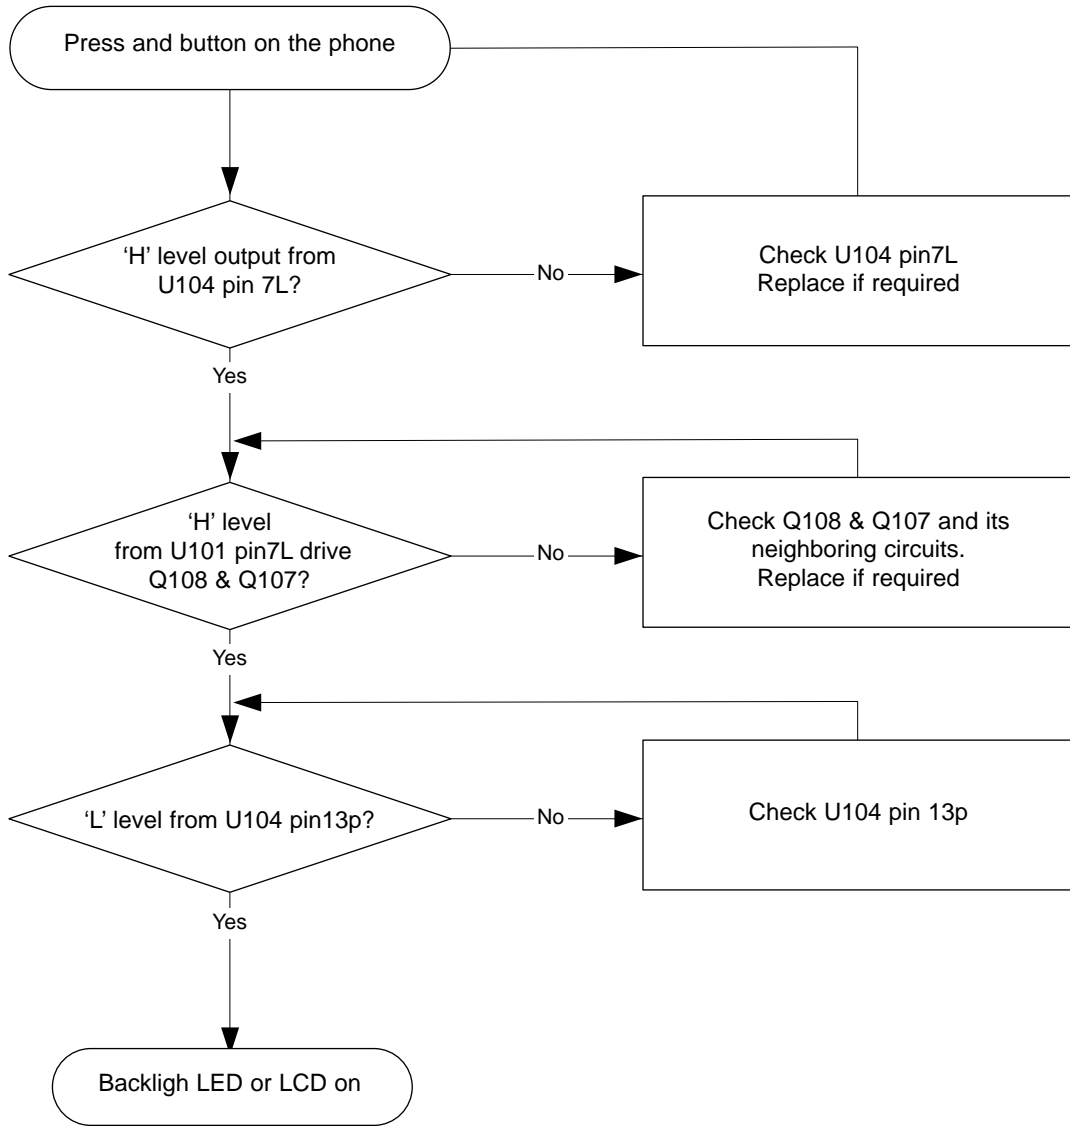 Press and button on the phone
‘H’ level output from
U104 pin 7L?
No
Check U104 pin7L
Replace if required
Yes
‘H’ level
from U101 pin7L drive
Q108 & Q107?
No
Check Q108 & Q107 and its
neighboring circuits.
Replace if required
Yes
‘L’ level from U104 pin13p?
No
Check U104 pin 13p
Yes
Backligh LED or LCD on